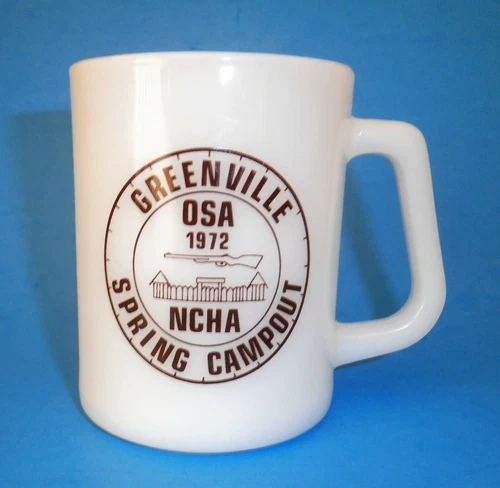 GREENVILLE
OSA
1972
NCHA
SPRING CAMPOUT